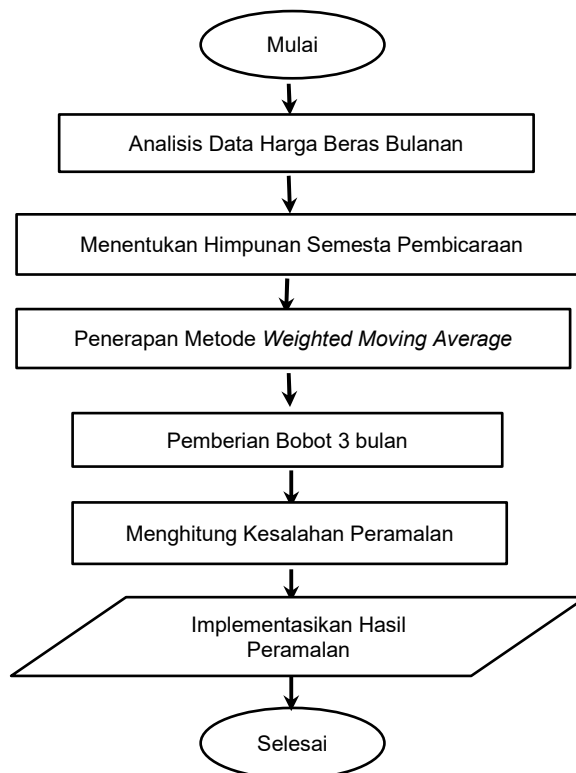 Mulai
Analisis Data Harga Beras Bulanan
Menentukan Himpunan Semesta Pembicaraan
Penerapan Metode Weighted Moving Average
Pemberian Bobot 3 bulan
Menghitung Kesalahan Peramalan
Implementasikan Hasil
Peramalan
Selesai